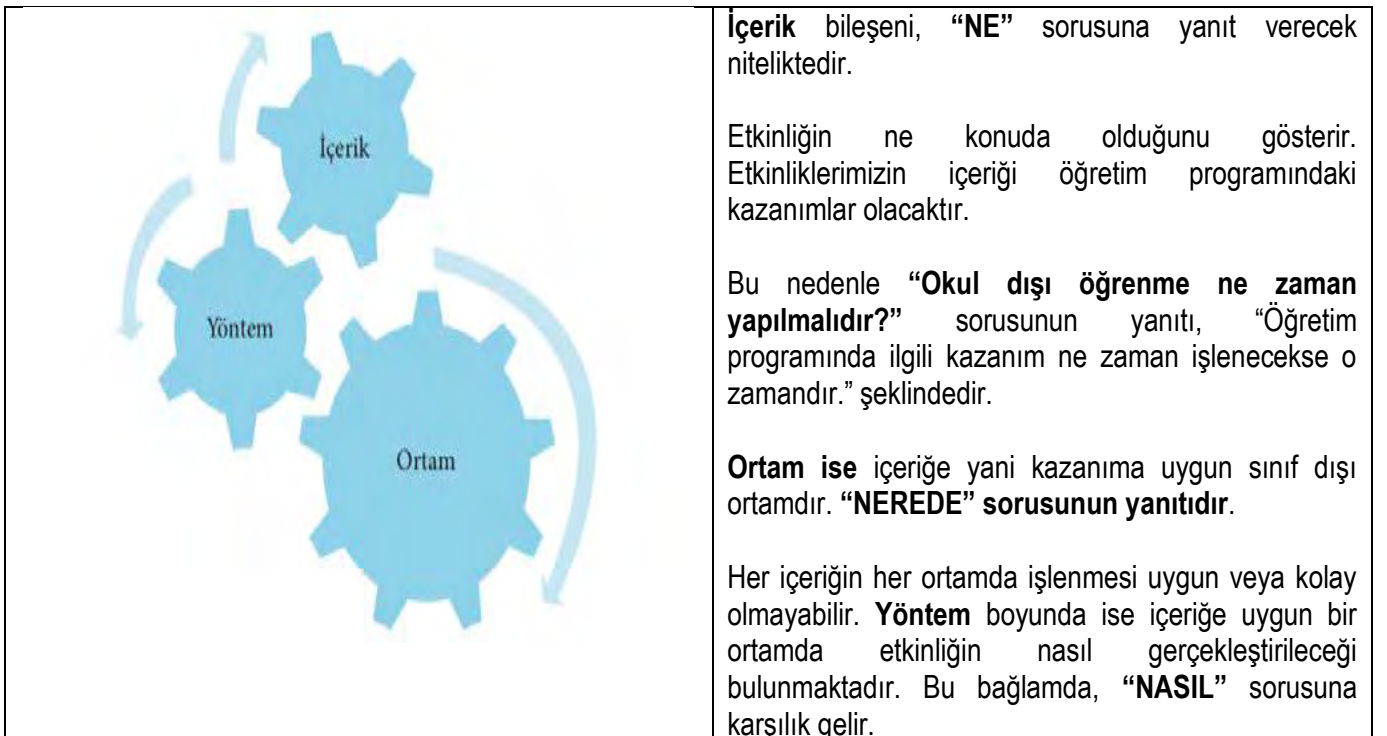 İçerik
Yöntem
Ortam
İçerik bileşeni, “NE” sorusuna yanıt verecek
niteliktedir.
Etkinliğin ne konuda olduğunu gösterir.
Etkinliklerimizin içeriği öğretim programındaki
kazanımlar olacaktır.
Bu nedenle “Okul dışı öğrenme ne zaman
yapılmalıdır?” sorusunun yanıtı, “Öğretim
programında ilgili kazanım ne zaman işlenecekse o
zamandır.” şeklindedir.
Ortam ise içeriğe yani kazanıma uygun sınıf dışı
ortamdır. “NEREDE” sorusunun yanıtıdır.
Her içeriğin her ortamda işlenmesi uygun veya kolay
olmayabilir. Yöntem boyunda ise içeriğe uygun bir
ortamda etkinliğin nasıl gerçekleştirileceği
bulunmaktadır. Bu bağlamda, “NASIL” sorusuna
karşılık gelir.